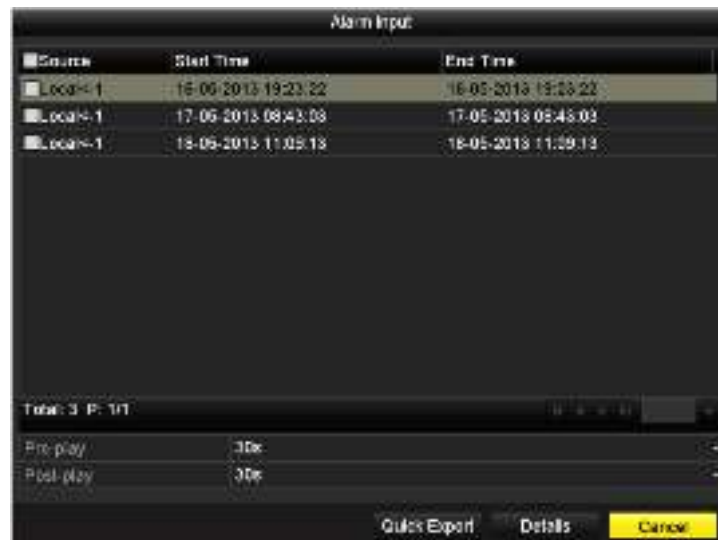 Alarm Input
Source Start Time End Time
Local<-1 16-05-2013 19:23:22 16-05-2013 19:23:22
Local<-1 17-05-2013 08:43:03 17-05-2013 08:43:03
Local<-1 18-05-2013 11:09:13 18-05-2013 11:09:13
Total: 3 P: 1/1
Pre-play 30s
Post-play 30s
Quick Export Details Cancel